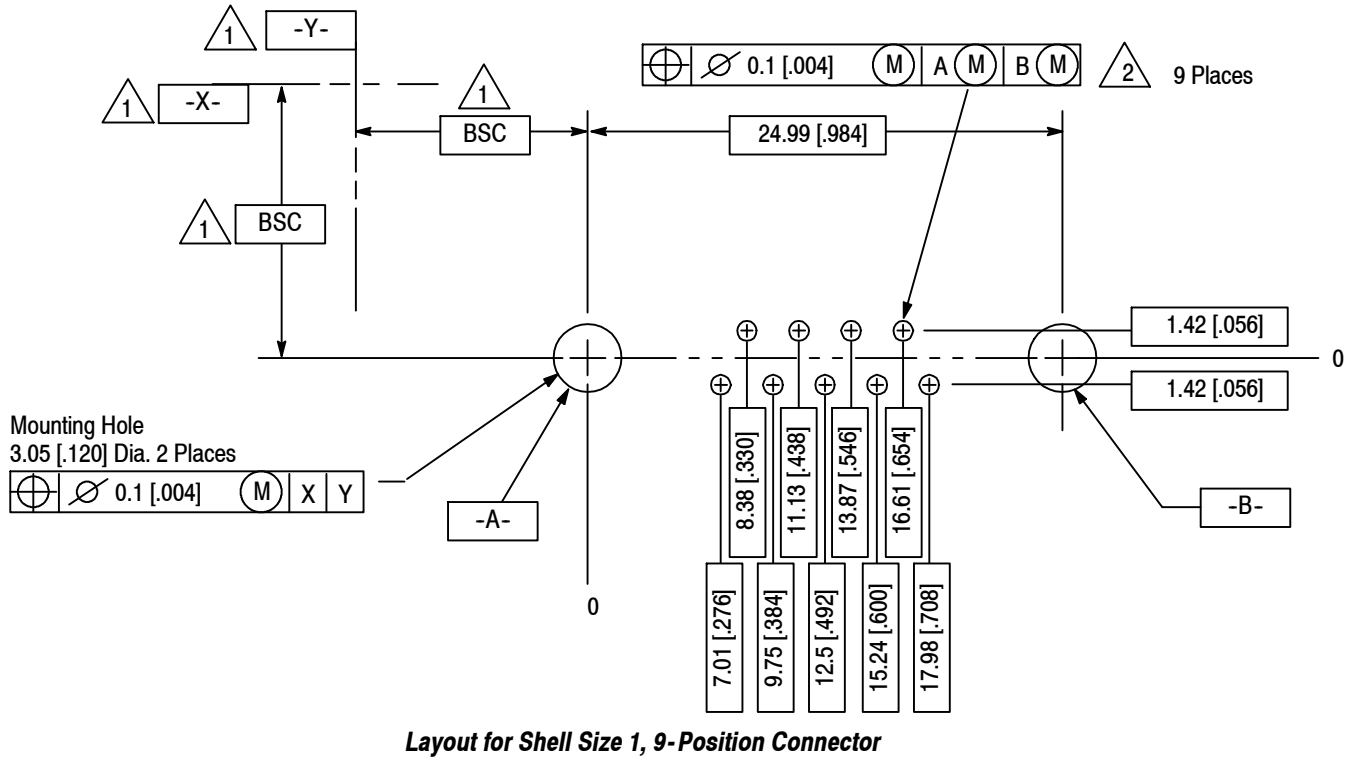 1
-Y-
1
-X-
1
BSC
⌖ ⌀ 0.1 [.004] Ⓜ A Ⓜ B Ⓜ
2
9 Places
24.99 [.984]
1
BSC
1.42 [.056]
0
1.42 [.056]
Mounting Hole
3.05 [.120] Dia. 2 Places
⌖ ⌀ 0.1 [.004] Ⓜ X Y
-A-
-B-
8.38 [.330]
11.13 [.438]
13.87 [.546]
16.61 [.654]
0
7.01 [.276]
9.75 [.384]
12.5 [.492]
15.24 [.600]
17.98 [.708]
Layout for Shell Size 1, 9-Position Connector